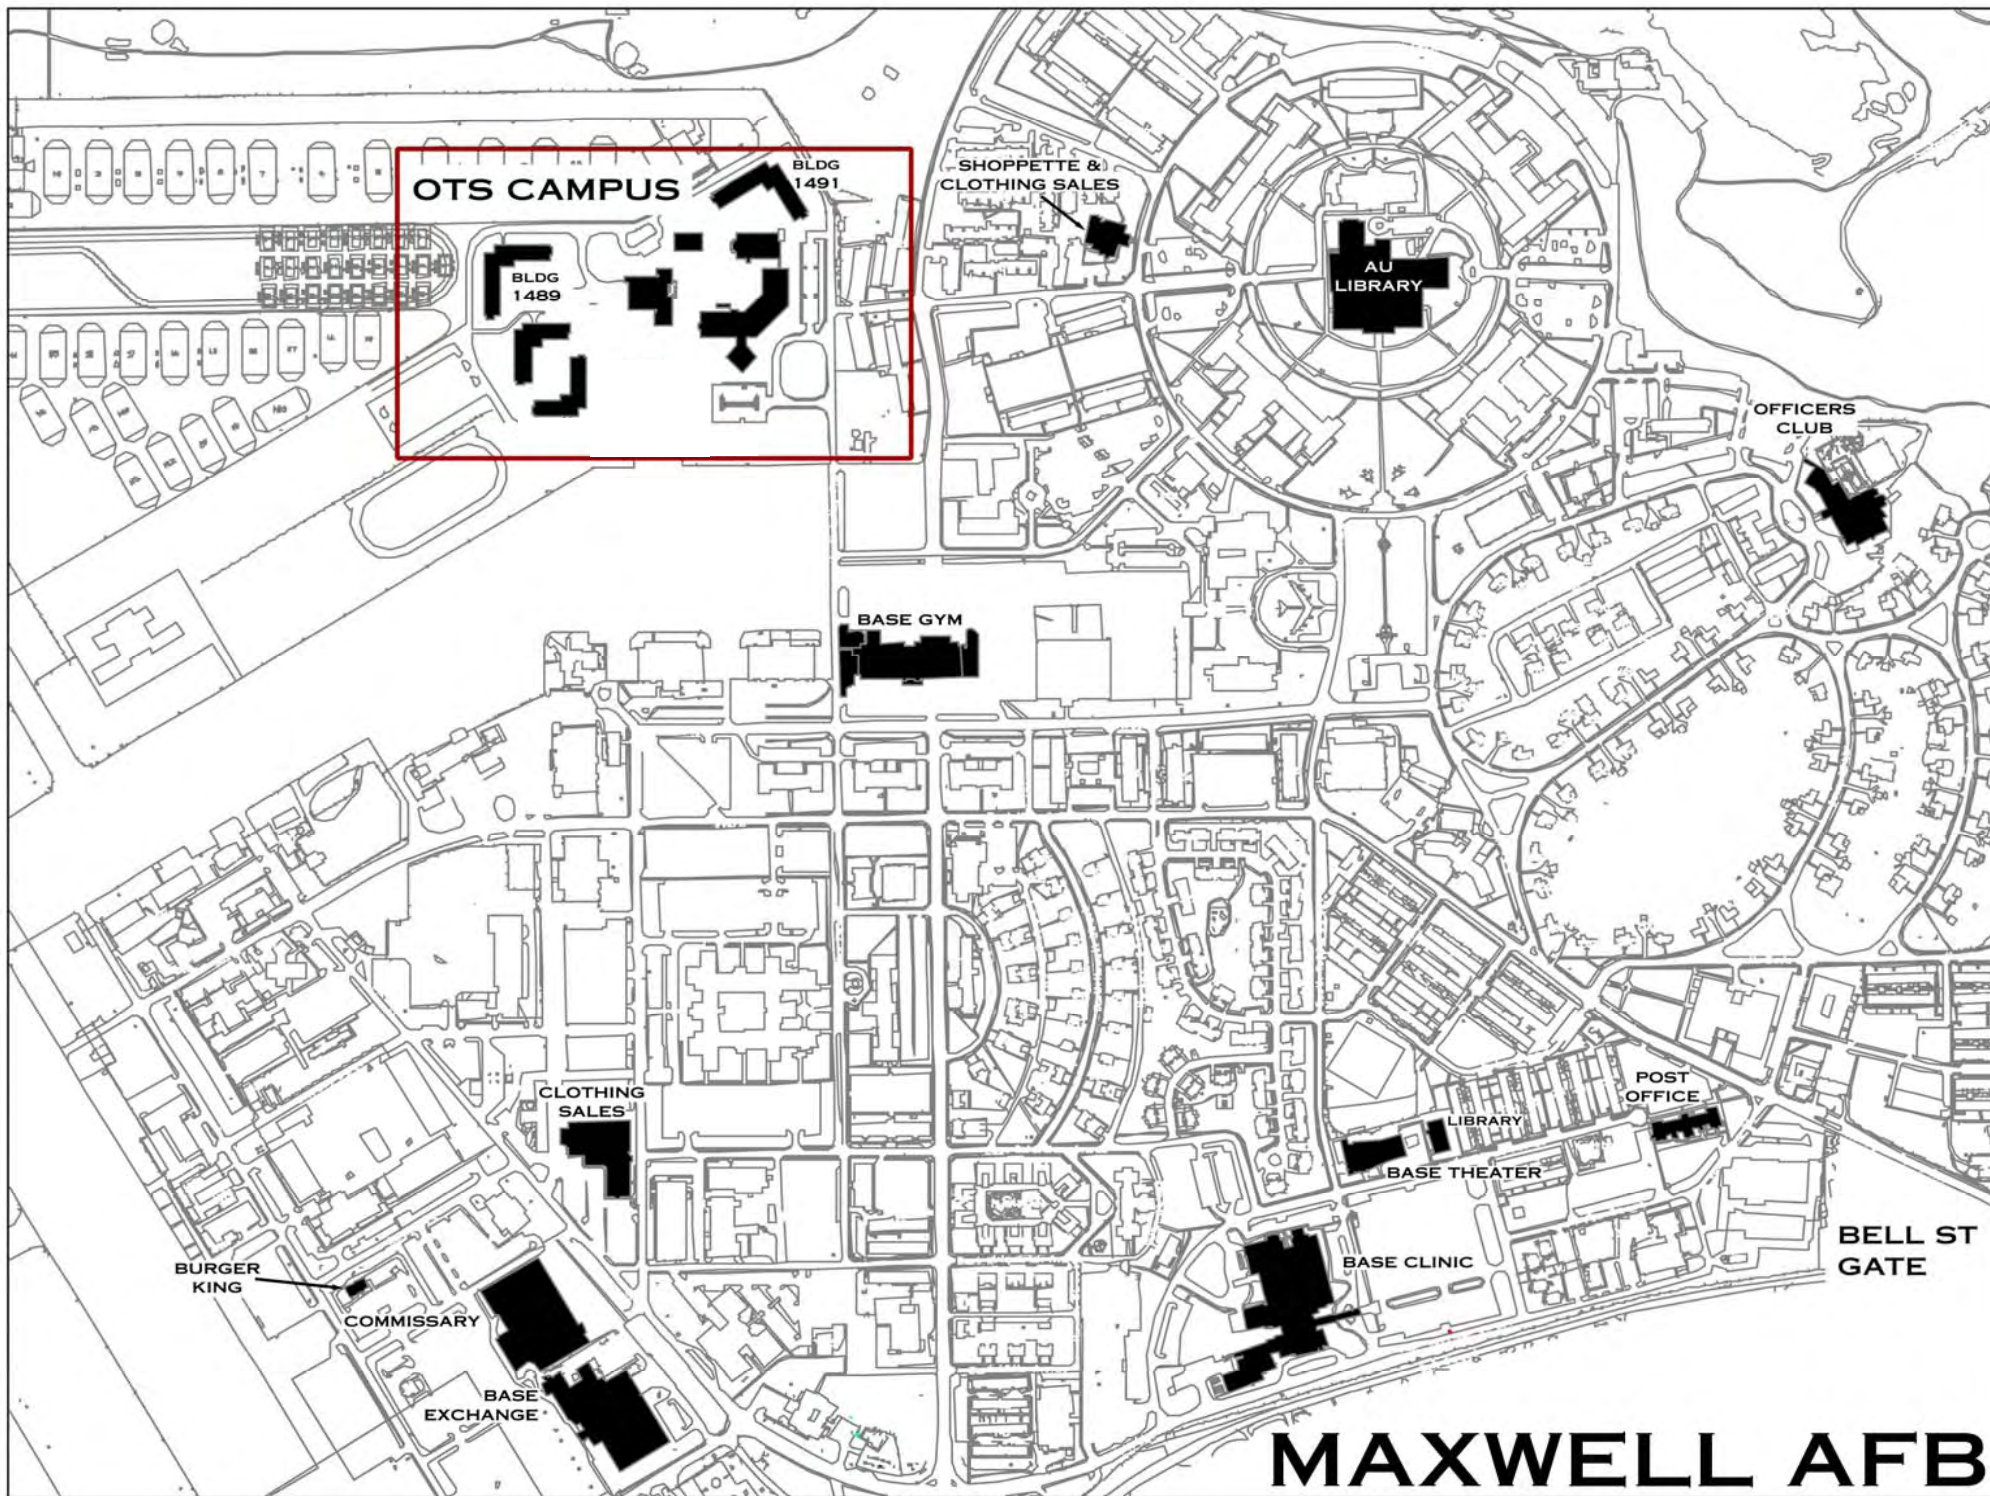 BLDG
1491
OTS CAMPUS
SHOPPETTE &
CLOTHING SALES
BLDG
1489
AU
LIBRARY
OFFICERS
CLUB
BASE GYM
CLOTHING
SALES
POST
OFFICE
LIBRARY
BASE THEATER
BELL ST
GATE
BURGER
KING
BASE CLINIC
COMMISSARY
BASE
EXCHANGE
MAXWELL AFB